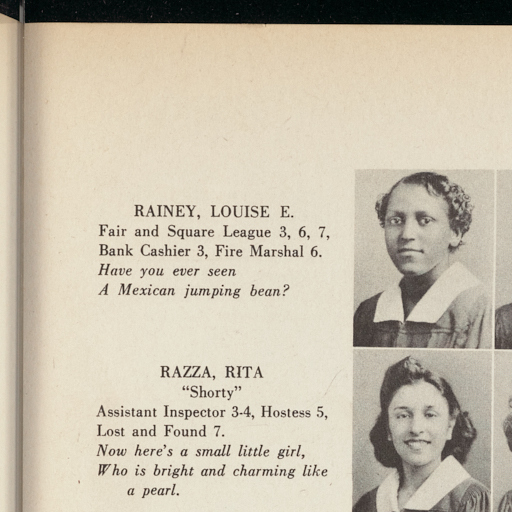 RAINEY, LOUISE E.
Fair and Square League 3, 6, 7,
Bank Cashier 3, Fire Marshal 6.
Have you ever seen
A Mexican jumping bean?
RAZZA, RITA
“Shorty”
Assistant Inspector 3-4, Hostess 5,
Lost and Found 7.
Now here's a small little girl,
Who is bright and charming like
a pearl.